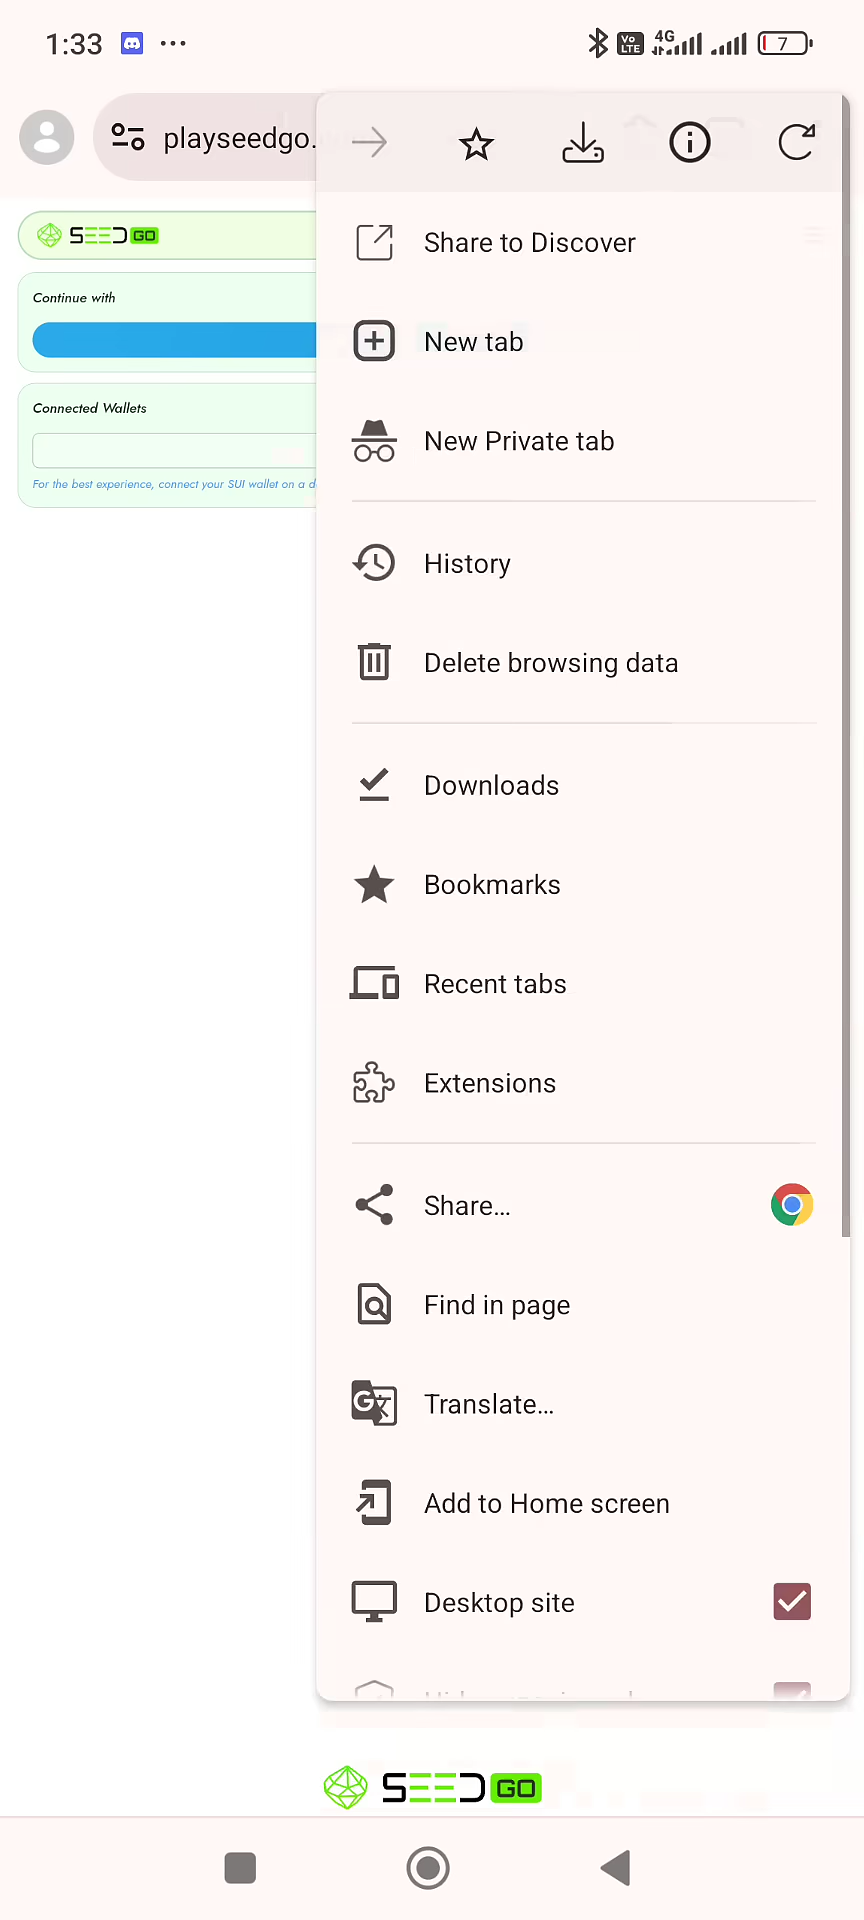 1:33
Vo LTE
4G
7
playseedgo.
SEED GO
Share to Discover
Continue with
New tab
Connected Wallets
New Private tab
For the best experience, connect your SUI wallet on a d
History
Delete browsing data
Downloads
Bookmarks
Recent tabs
Extensions
Share…
Find in page
Translate…
Add to Home screen
Desktop site
SEED GO